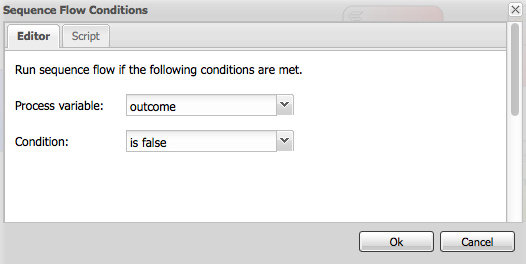 Sequence Flow Conditions
Editor Script
Run sequence flow if the following conditions are met.
Process variable: outcome
Condition: is false
Ok Cancel